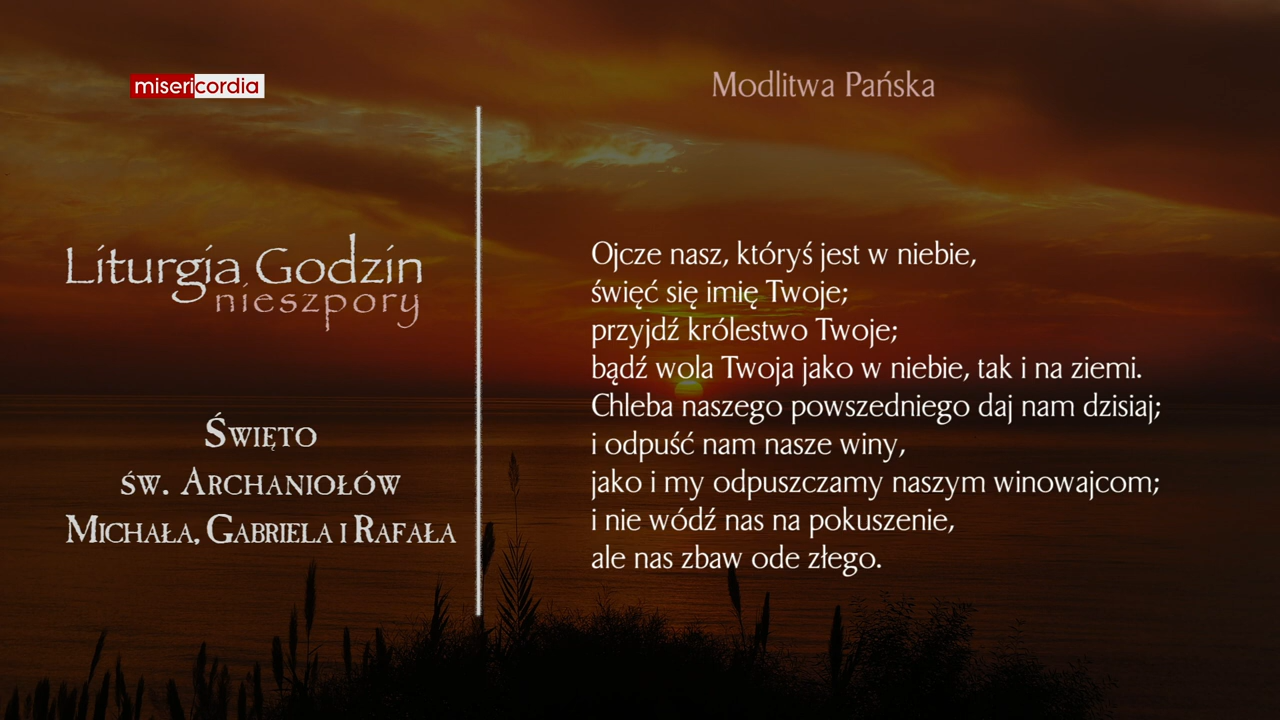 misericordia
Liturgia Godzin
nieszpory
Święto
św. Archaniołów
Michała, Gabriela i Rafała
Modlitwa Pańska
Ojcze nasz, któryś jest w niebie,
święć się imię Twoje;
przyjdź królestwo Twoje;
bądź wola Twoja jako w niebie, tak i na ziemi.
Chleba naszego powszedniego daj nam dzisiaj;
i odpuść nam nasze winy,
jako i my odpuszczamy naszym winowajcom;
i nie wódź nas na pokuszenie,
ale nas zbaw ode złego.